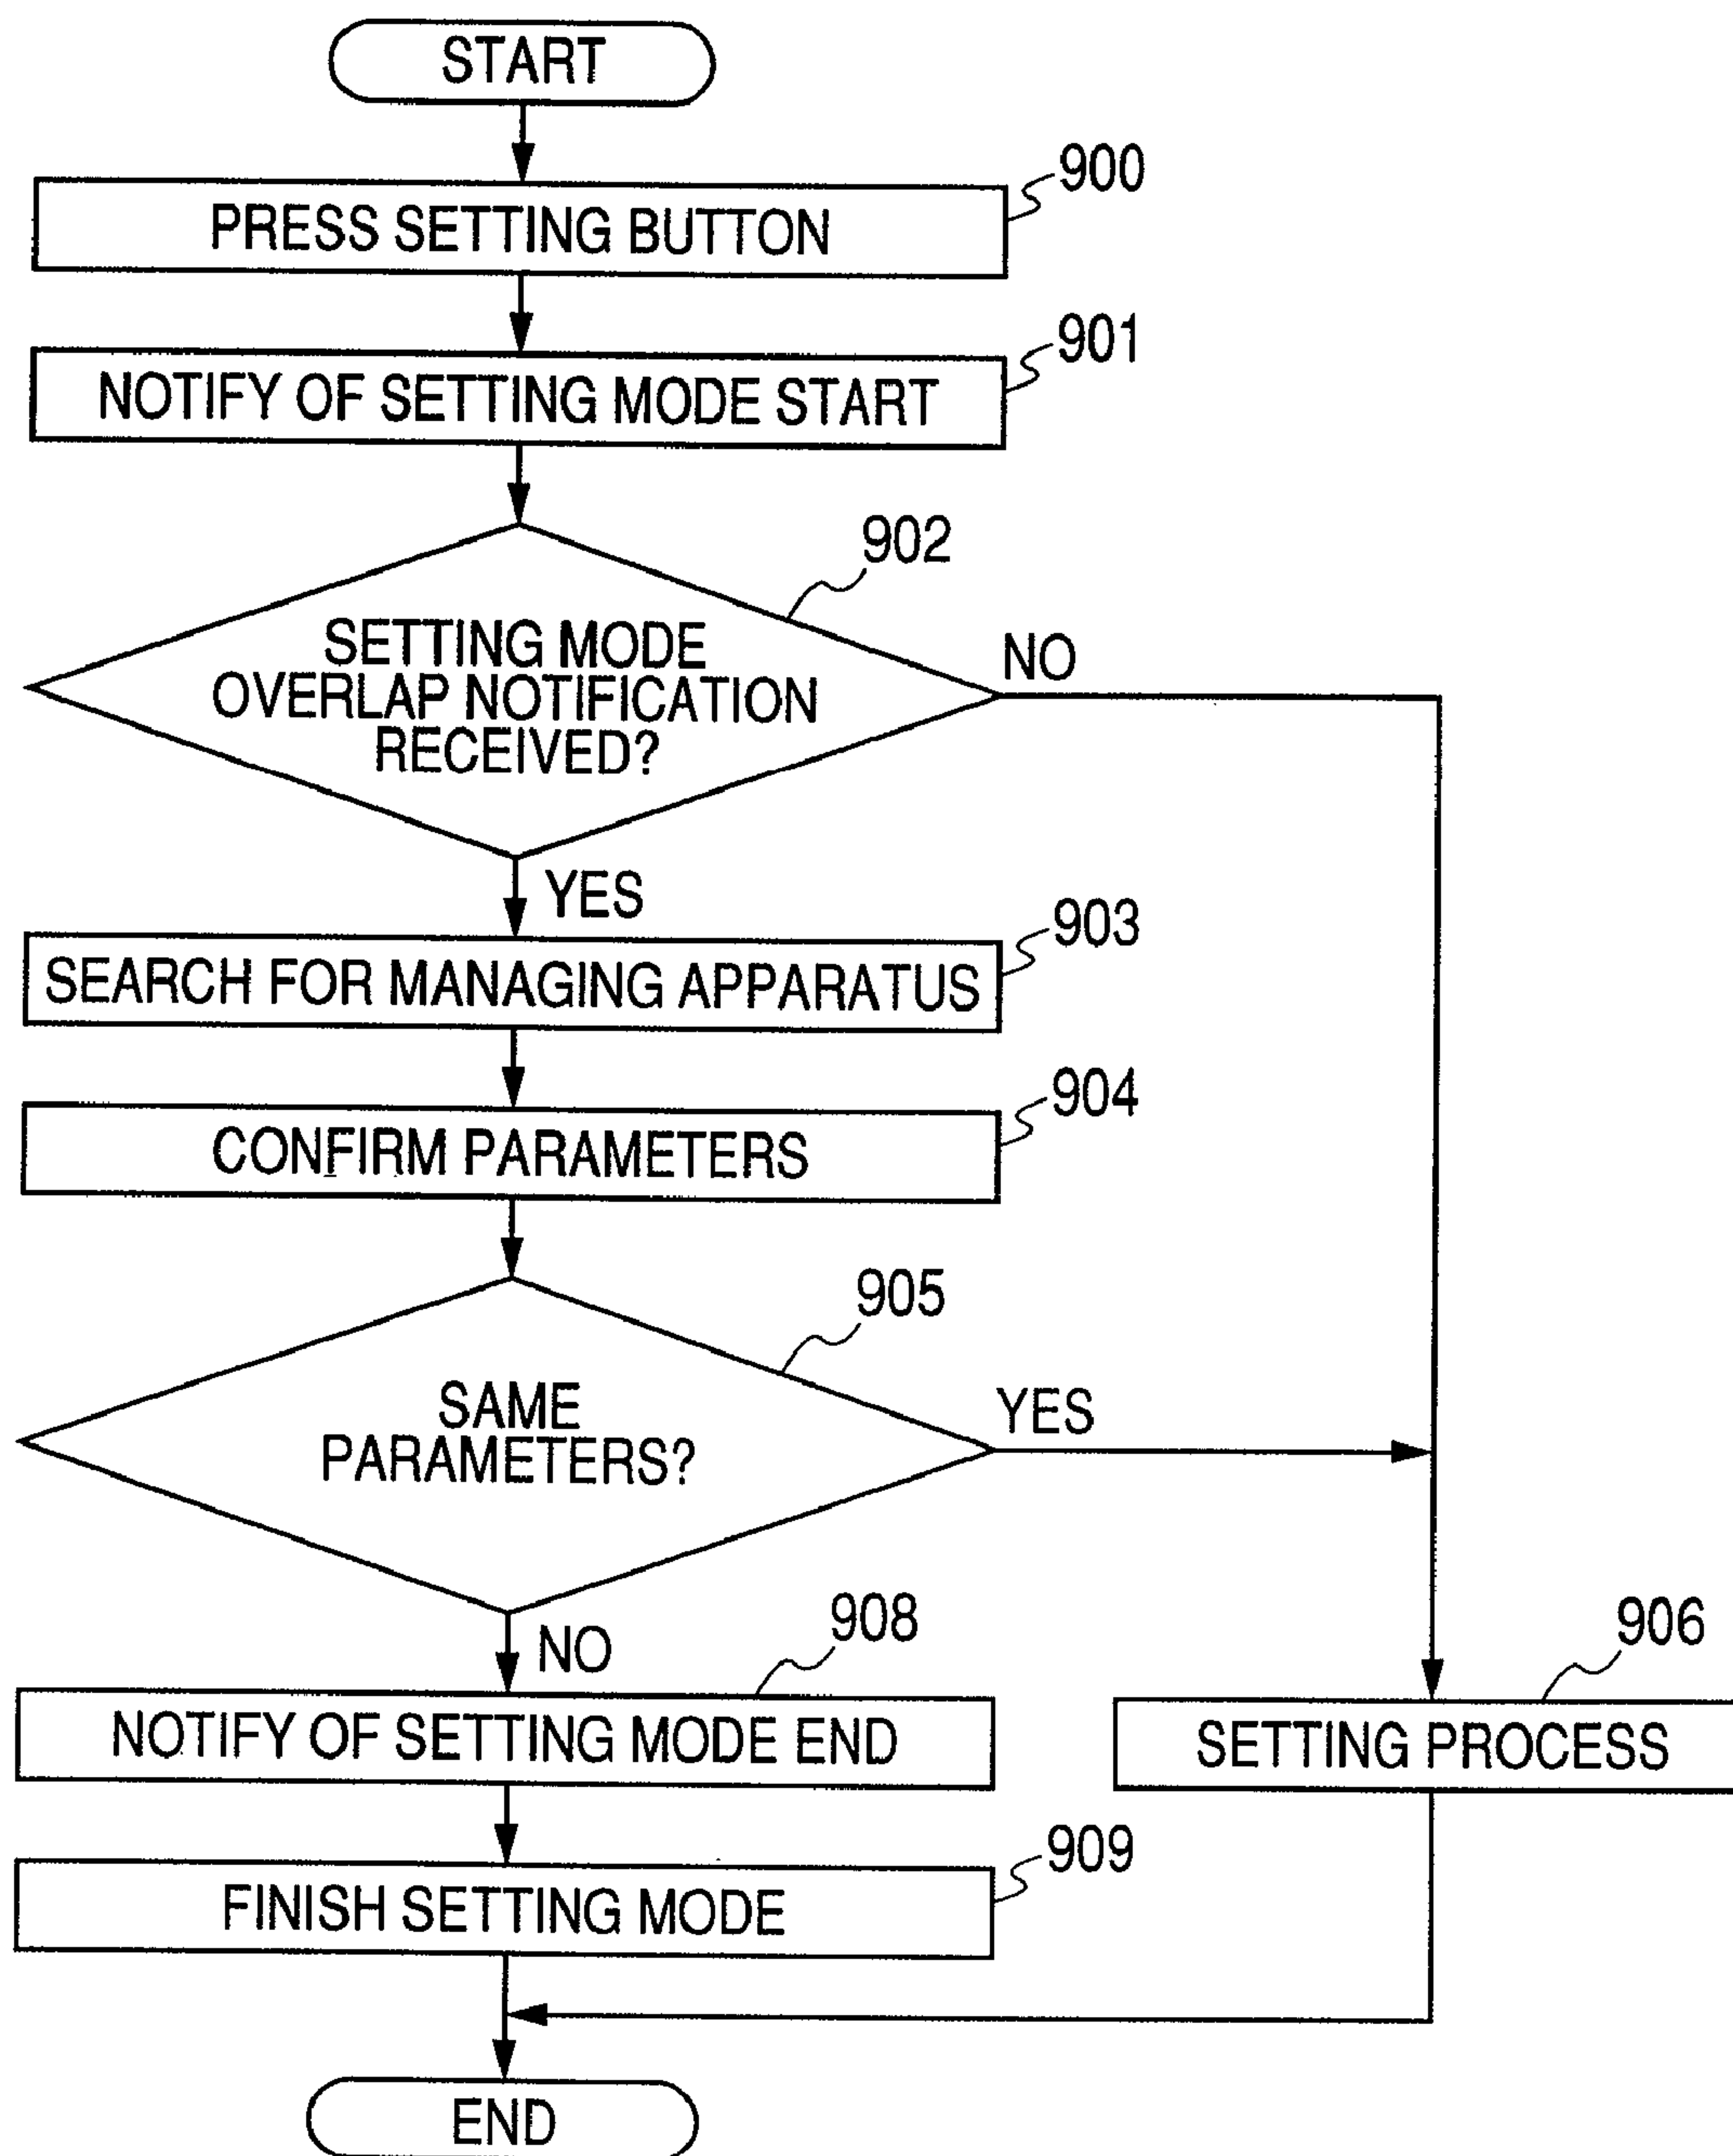 START
900
PRESS SETTING BUTTON
901
NOTIFY OF SETTING MODE START
902
SETTING MODE
OVERLAP NOTIFICATION
RECEIVED?
NO
YES
903
SEARCH FOR MANAGING APPARATUS
904
CONFIRM PARAMETERS
905
SAME
PARAMETERS?
YES
NO
908
NOTIFY OF SETTING MODE END
906
SETTING PROCESS
909
FINISH SETTING MODE
END